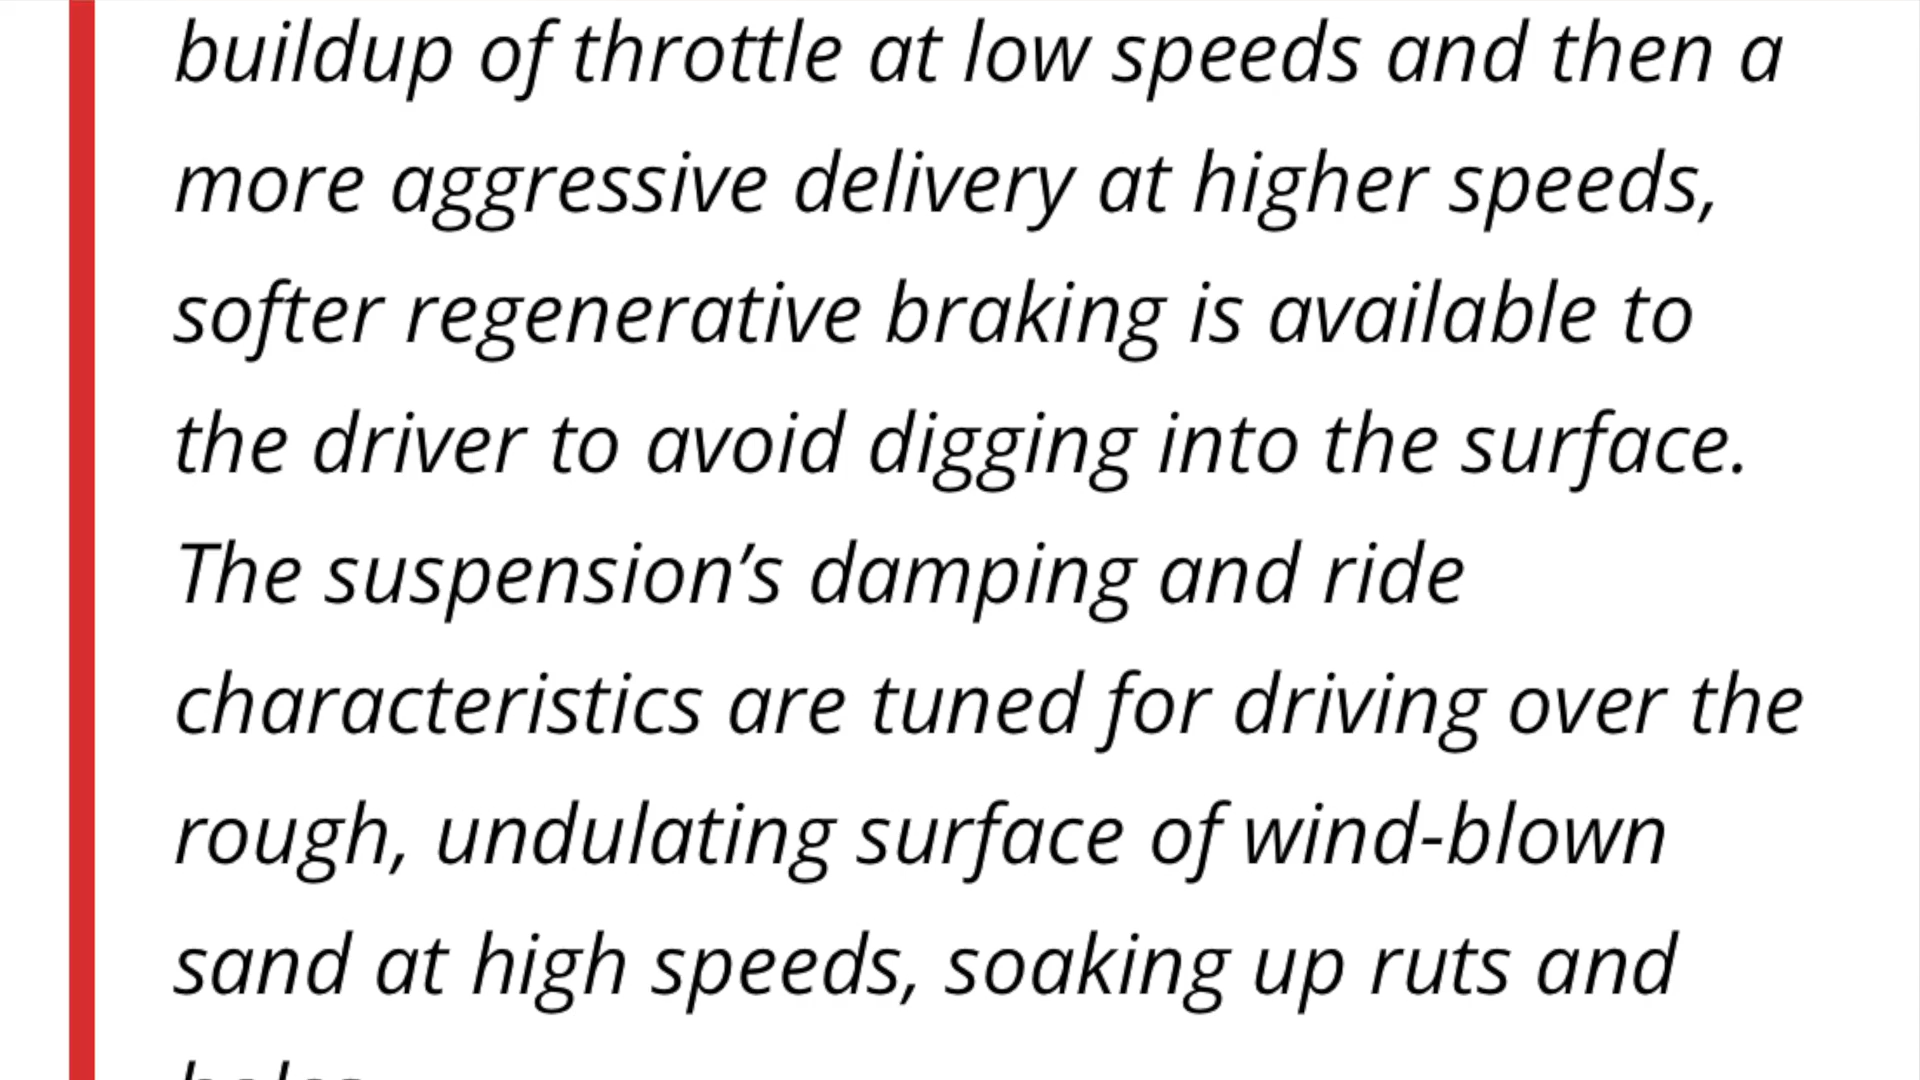 buildup of throttle at low speeds and then a
more aggressive delivery at higher speeds,
softer regenerative braking is available to
the driver to avoid digging into the surface.
The suspension’s damping and ride
characteristics are tuned for driving over the
rough, undulating surface of wind-blown
sand at high speeds, soaking up ruts and